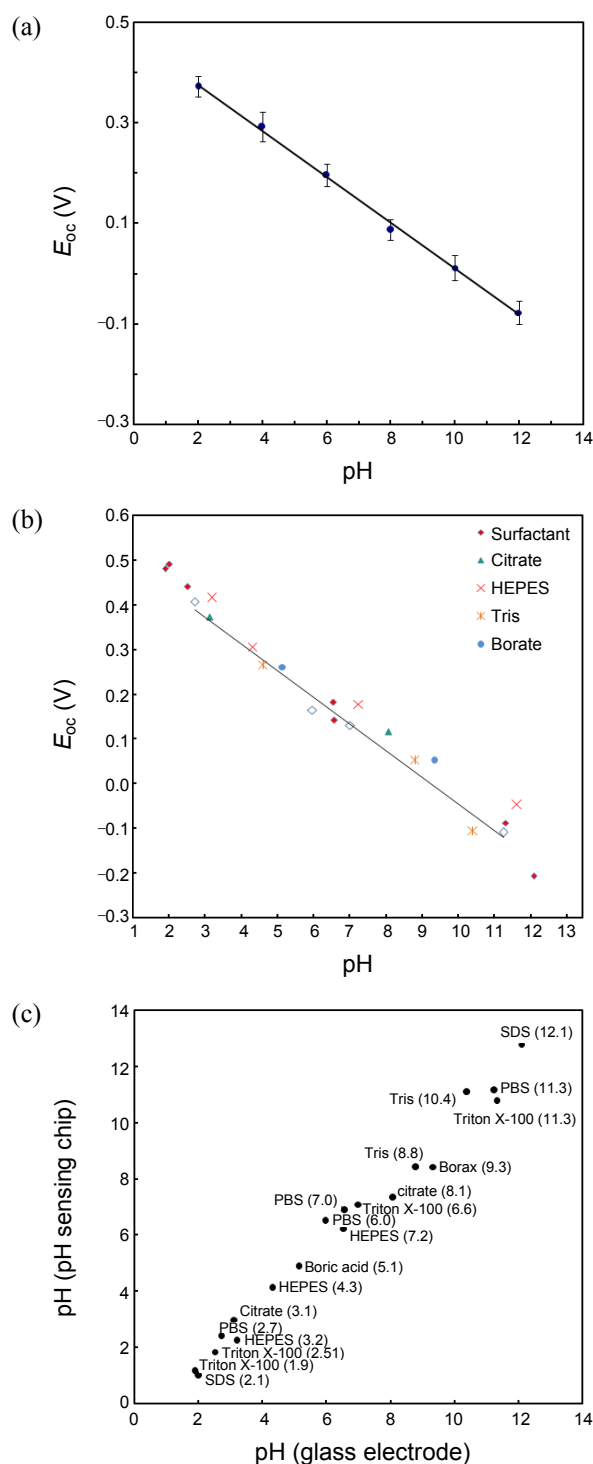 (a)
0.5
0.3
0.1
−0.1
−0.3
E_oc (V)
0 2 4 6 8 10 12 14
pH
(b)
0.6
0.5
0.4
0.3
0.2
0.1
0.0
−0.1
−0.2
−0.3
E_oc (V)
Surfactant
Citrate
HEPES
Tris
Borate
1 2 3 4 5 6 7 8 9 10 11 12 13
pH
(c)
14
12
10
8
6
4
2
0
pH (pH sensing chip)
SDS (12.1)
PBS (11.3)
Tris (10.4)
Triton X-100 (11.3)
Tris (8.8)
Borax (9.3)
citrate (8.1)
PBS (7.0)
Triton X-100 (6.6)
PBS (6.0)
HEPES (7.2)
Boric acid (5.1)
HEPES (4.3)
Citrate (3.1)
PBS (2.7)
HEPES (3.2)
Triton X-100 (2.51)
Triton X-100 (1.9)
SDS (2.1)
0 2 4 6 8 10 12 14
pH (glass electrode)